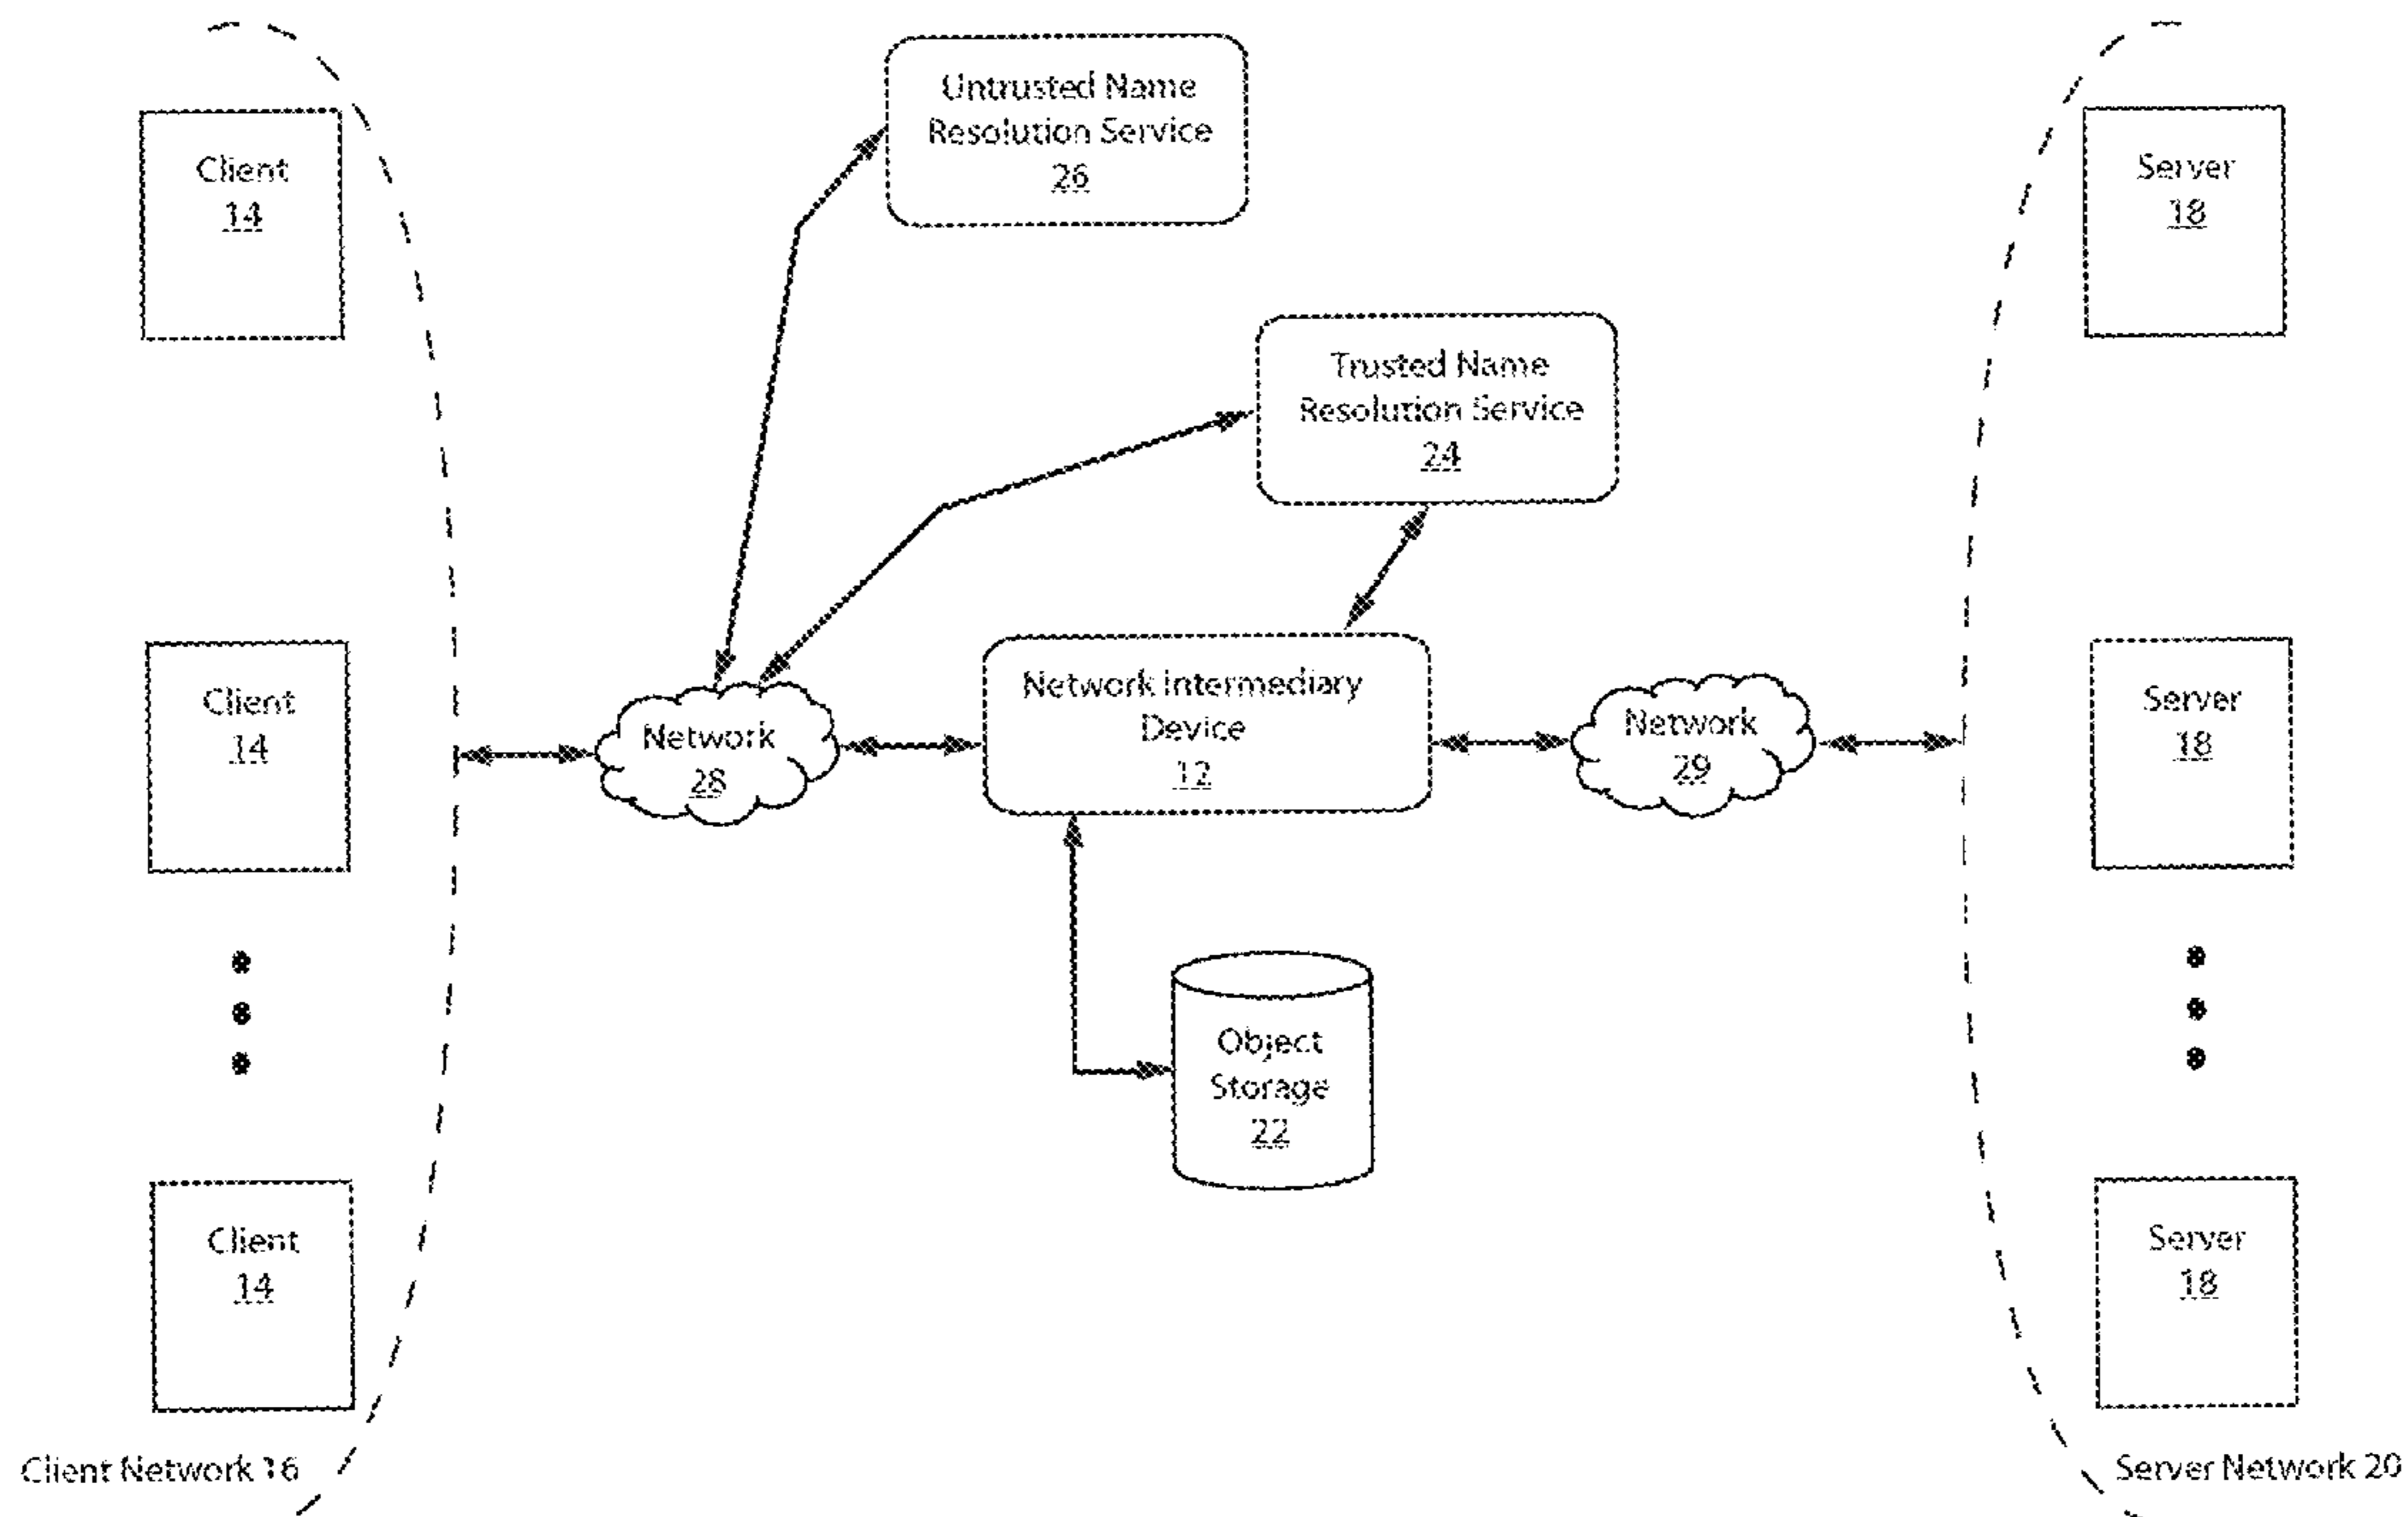 Untrusted Name
Resolution Service
26
Client
14
Server
18
Trusted Name
Resolution Service
24
Client
14
Network
28
Network Intermediary
Device
12
Network
29
Server
18
Object
Storage
22
Client
14
Server
18
Client Network 16
Server Network 20